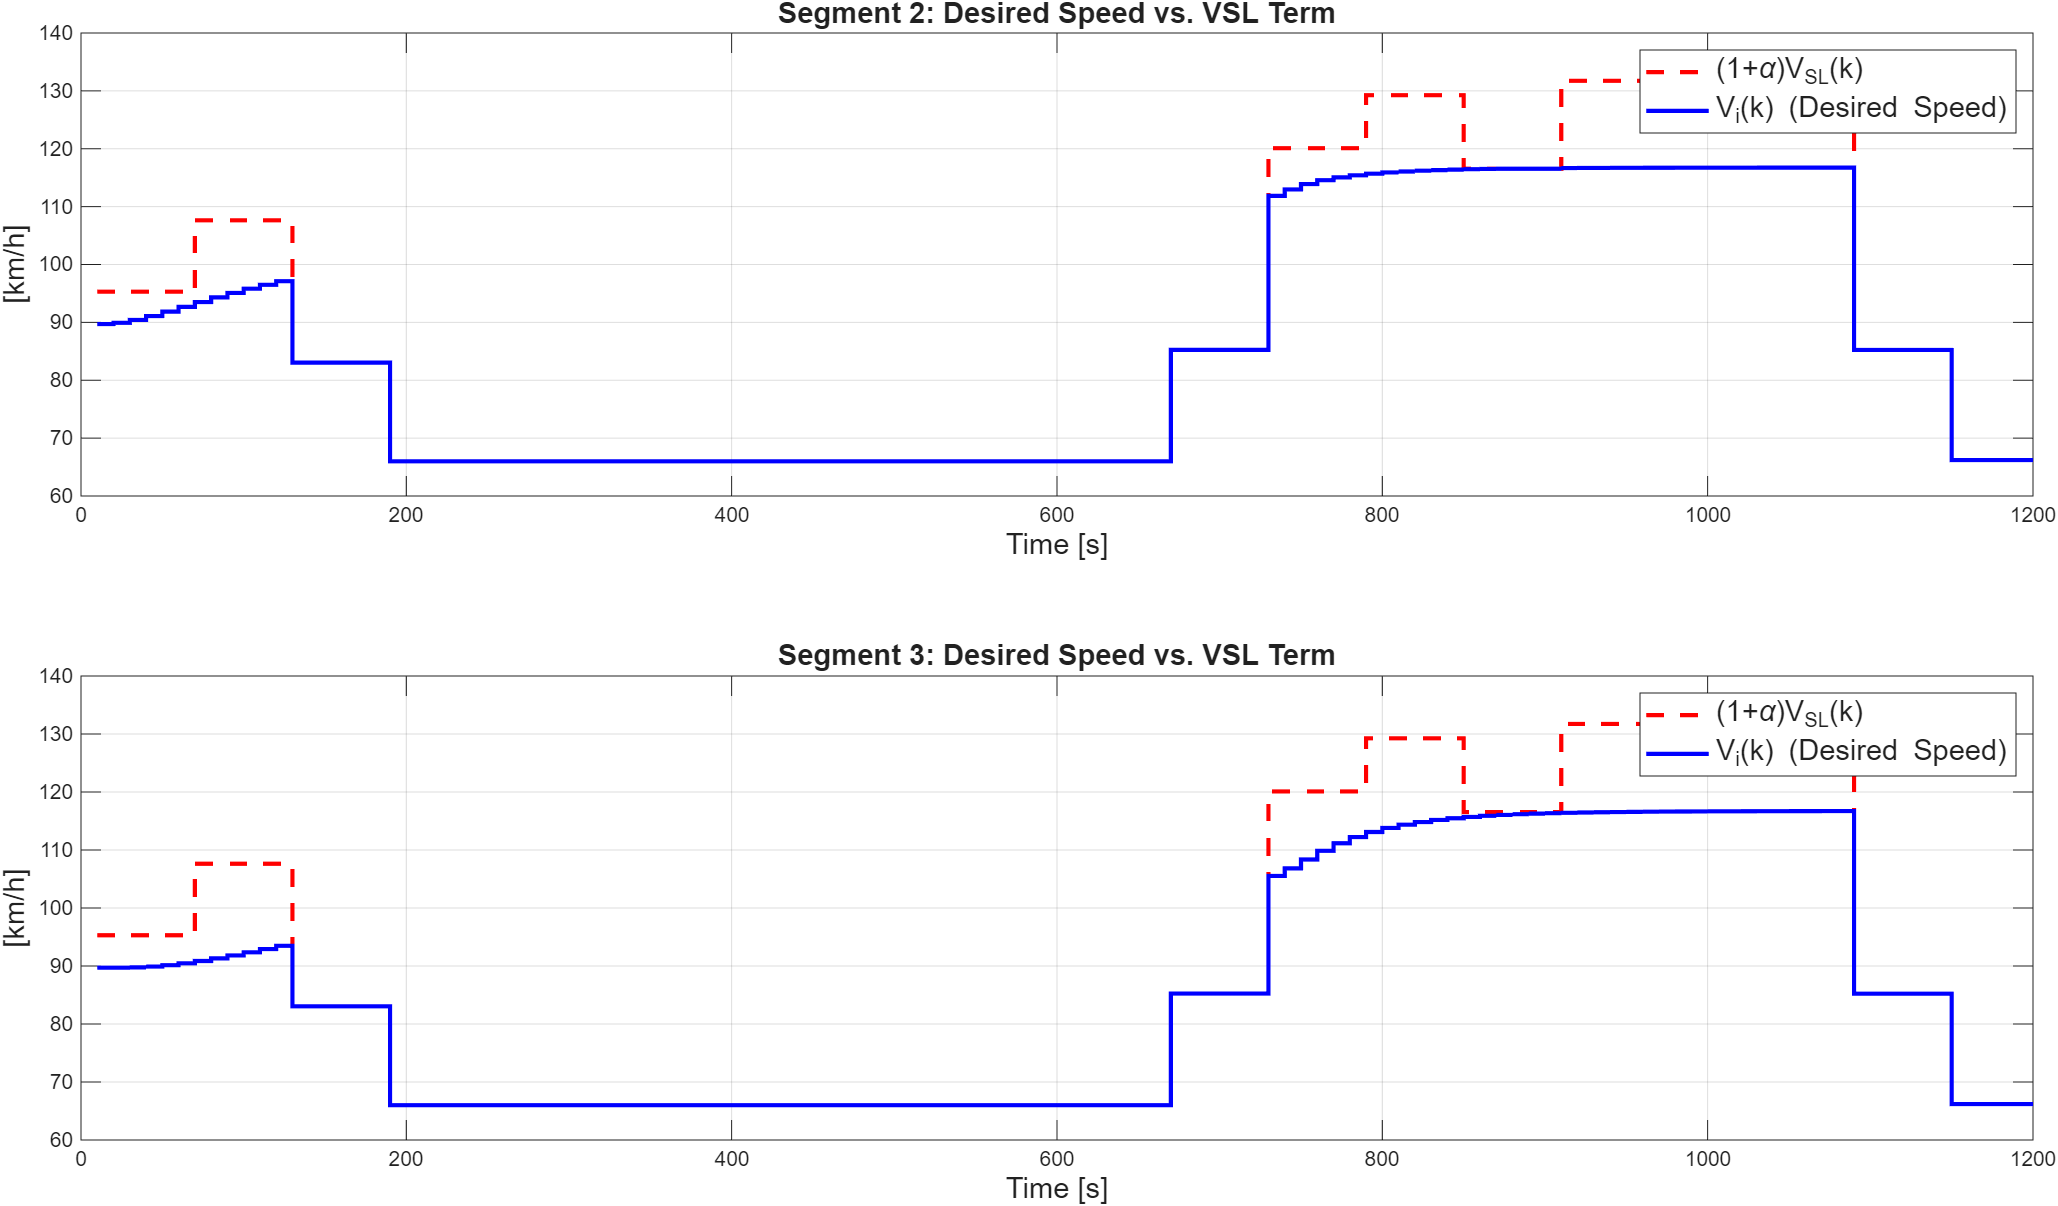 Segment 2: Desired Speed vs. VSL Term
140
130
120
110
100
90
80
70
60
[km/h]
(1+α)V_SL(k)
V_i(k) (Desired Speed)
0 200 400 600 800 1000 1200
Time [s]
Segment 3: Desired Speed vs. VSL Term
140
130
120
110
100
90
80
70
60
[km/h]
(1+α)V_SL(k)
V_i(k) (Desired Speed)
0 200 400 600 800 1000 1200
Time [s]